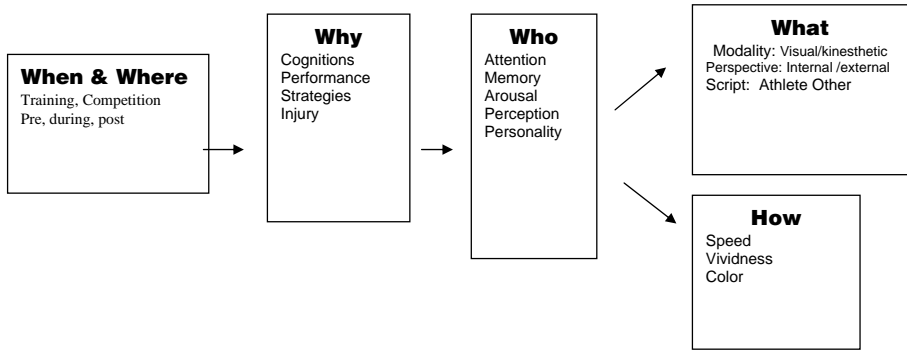 When & Where
Training, Competition
Pre, during, post
Why
Cognitions
Performance
Strategies
Injury
Who
Attention
Memory
Arousal
Perception
Personality
What
Modality: Visual/kinesthetic
Perspective: Internal /external
Script: Athlete Other
How
Speed
Vividness
Color